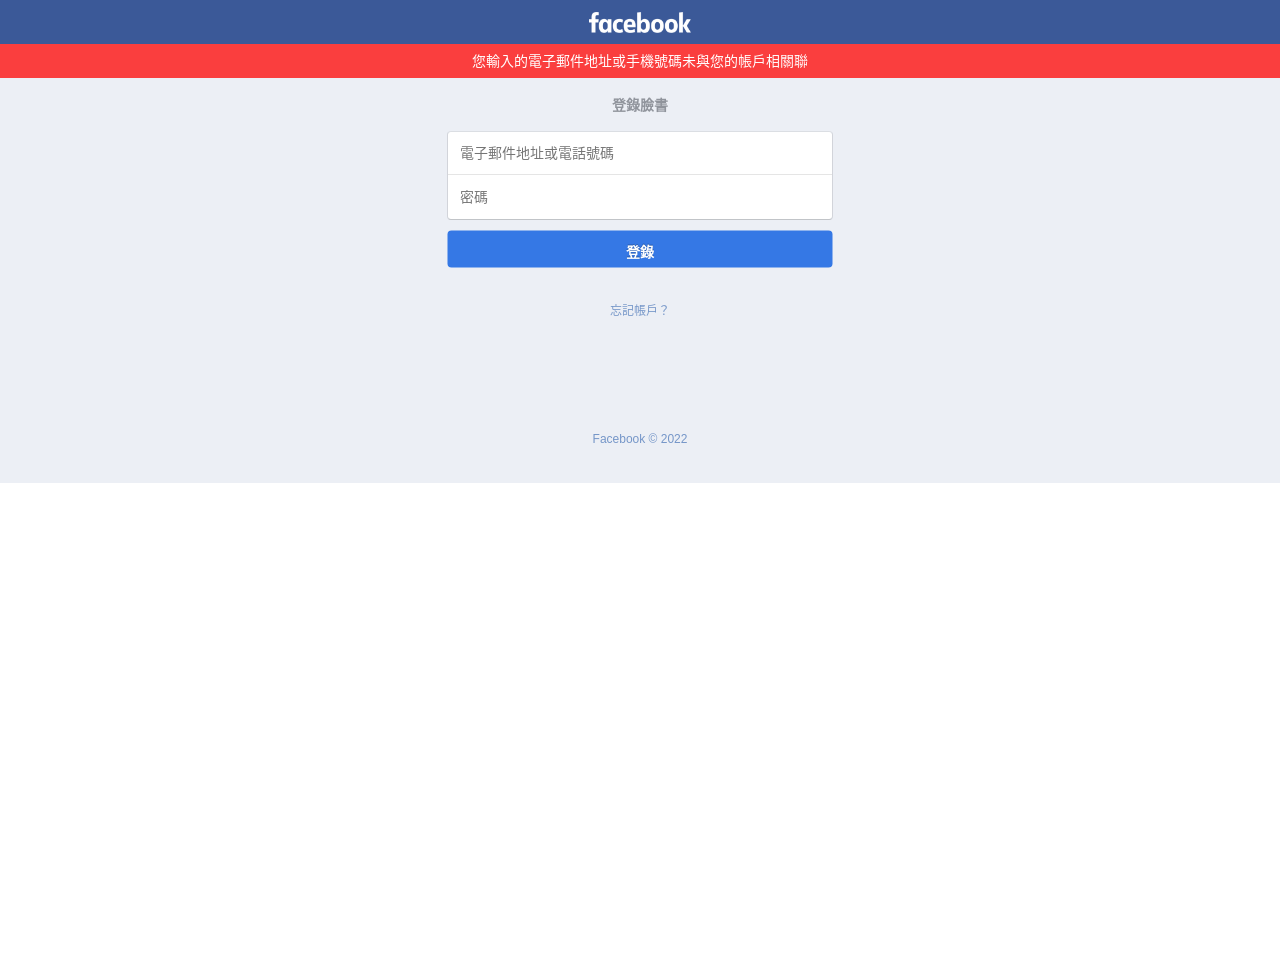 facebook
您輸入的電子郵件地址或手機號碼未與您的帳戶相關聯
登錄臉書
電子郵件地址或電話號碼
密碼
登錄
忘記帳戶？
Facebook © 2022